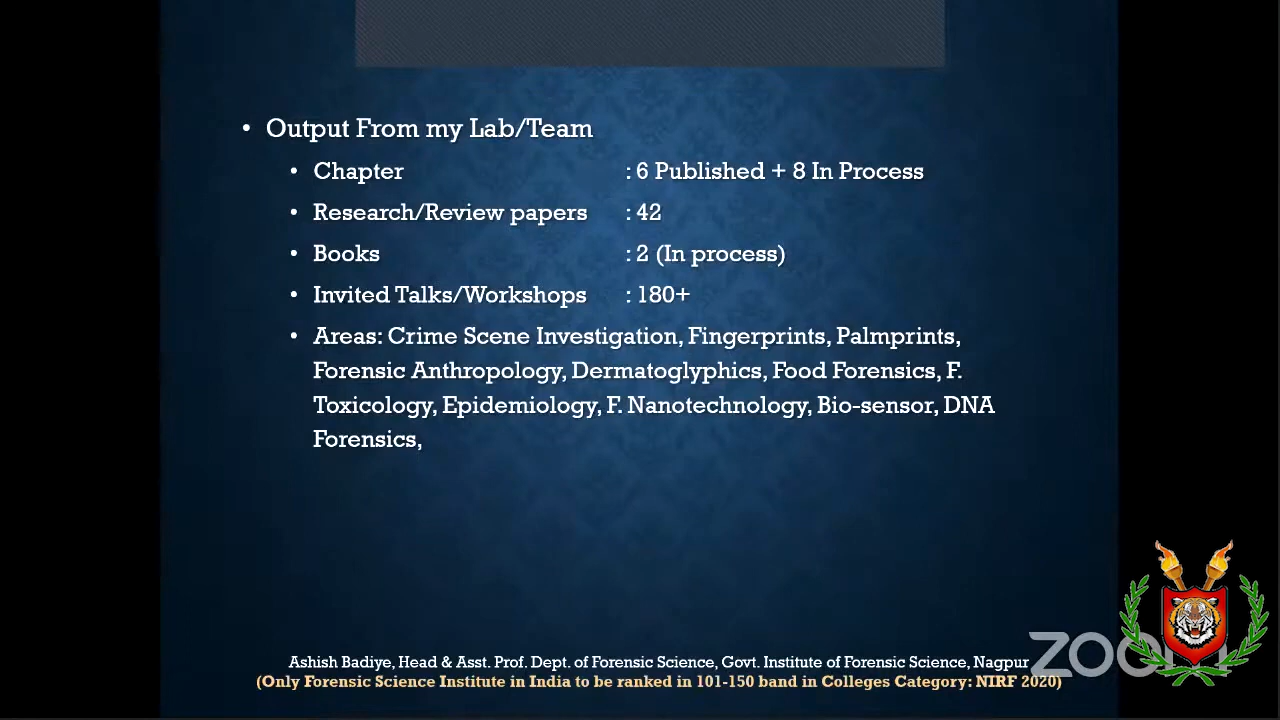 • Output From my Lab/Team
• Chapter : 6 Published + 8 In Process
• Research/Review papers : 42
• Books : 2 (In process)
• Invited Talks/Workshops : 180+
• Areas: Crime Scene Investigation, Fingerprints, Palmprints,
Forensic Anthropology, Dermatoglyphics, Food Forensics, F.
Toxicology, Epidemiology, F. Nanotechnology, Bio-sensor, DNA
Forensics,
Ashish Badiye, Head & Asst. Prof. Dept. of Forensic Science, Govt. Institute of Forensic Science, Nagpur
(Only Forensic Science Institute in India to be ranked in 101-150 band in Colleges Category: NIRF 2020)
zoom